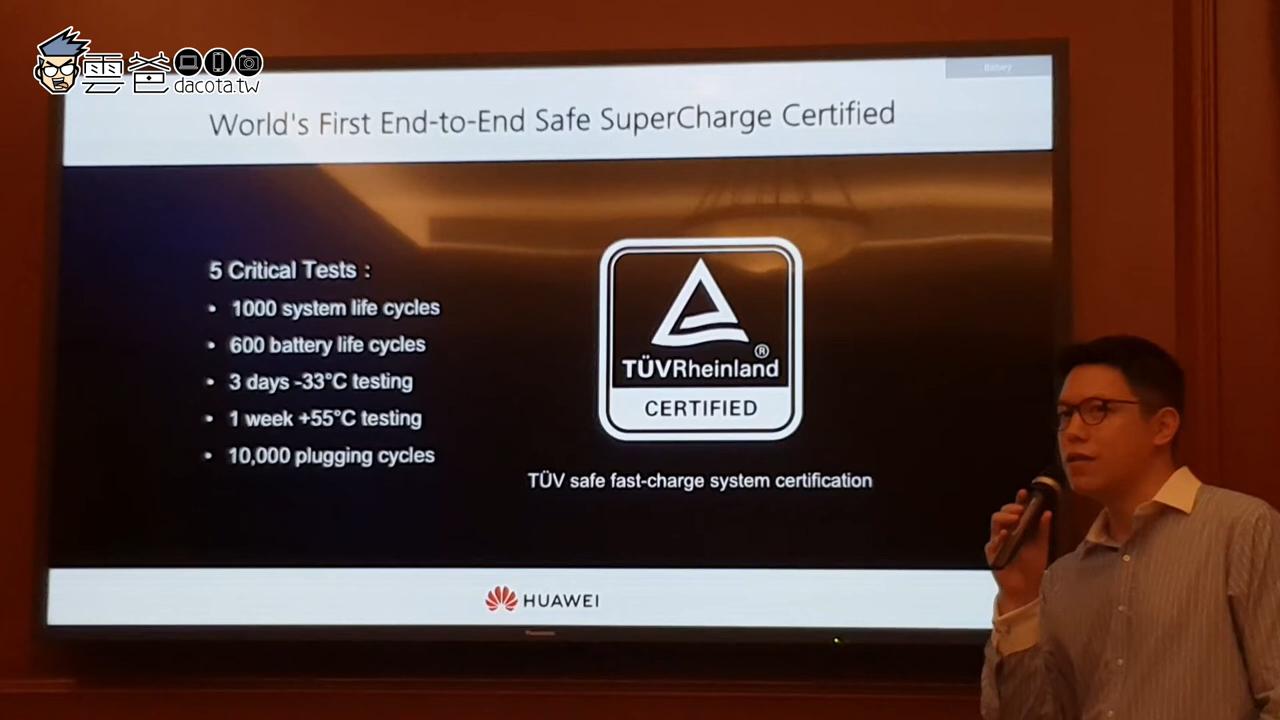 雲爸
dacota.tw
Battery
World's First End-to-End Safe SuperCharge Certified
5 Critical Tests :
• 1000 system life cycles
• 600 battery life cycles
• 3 days -33°C testing
• 1 week +55°C testing
• 10,000 plugging cycles
®
TÜVRheinland
CERTIFIED
TÜV safe fast-charge system certification
HUAWEI
Panasonic